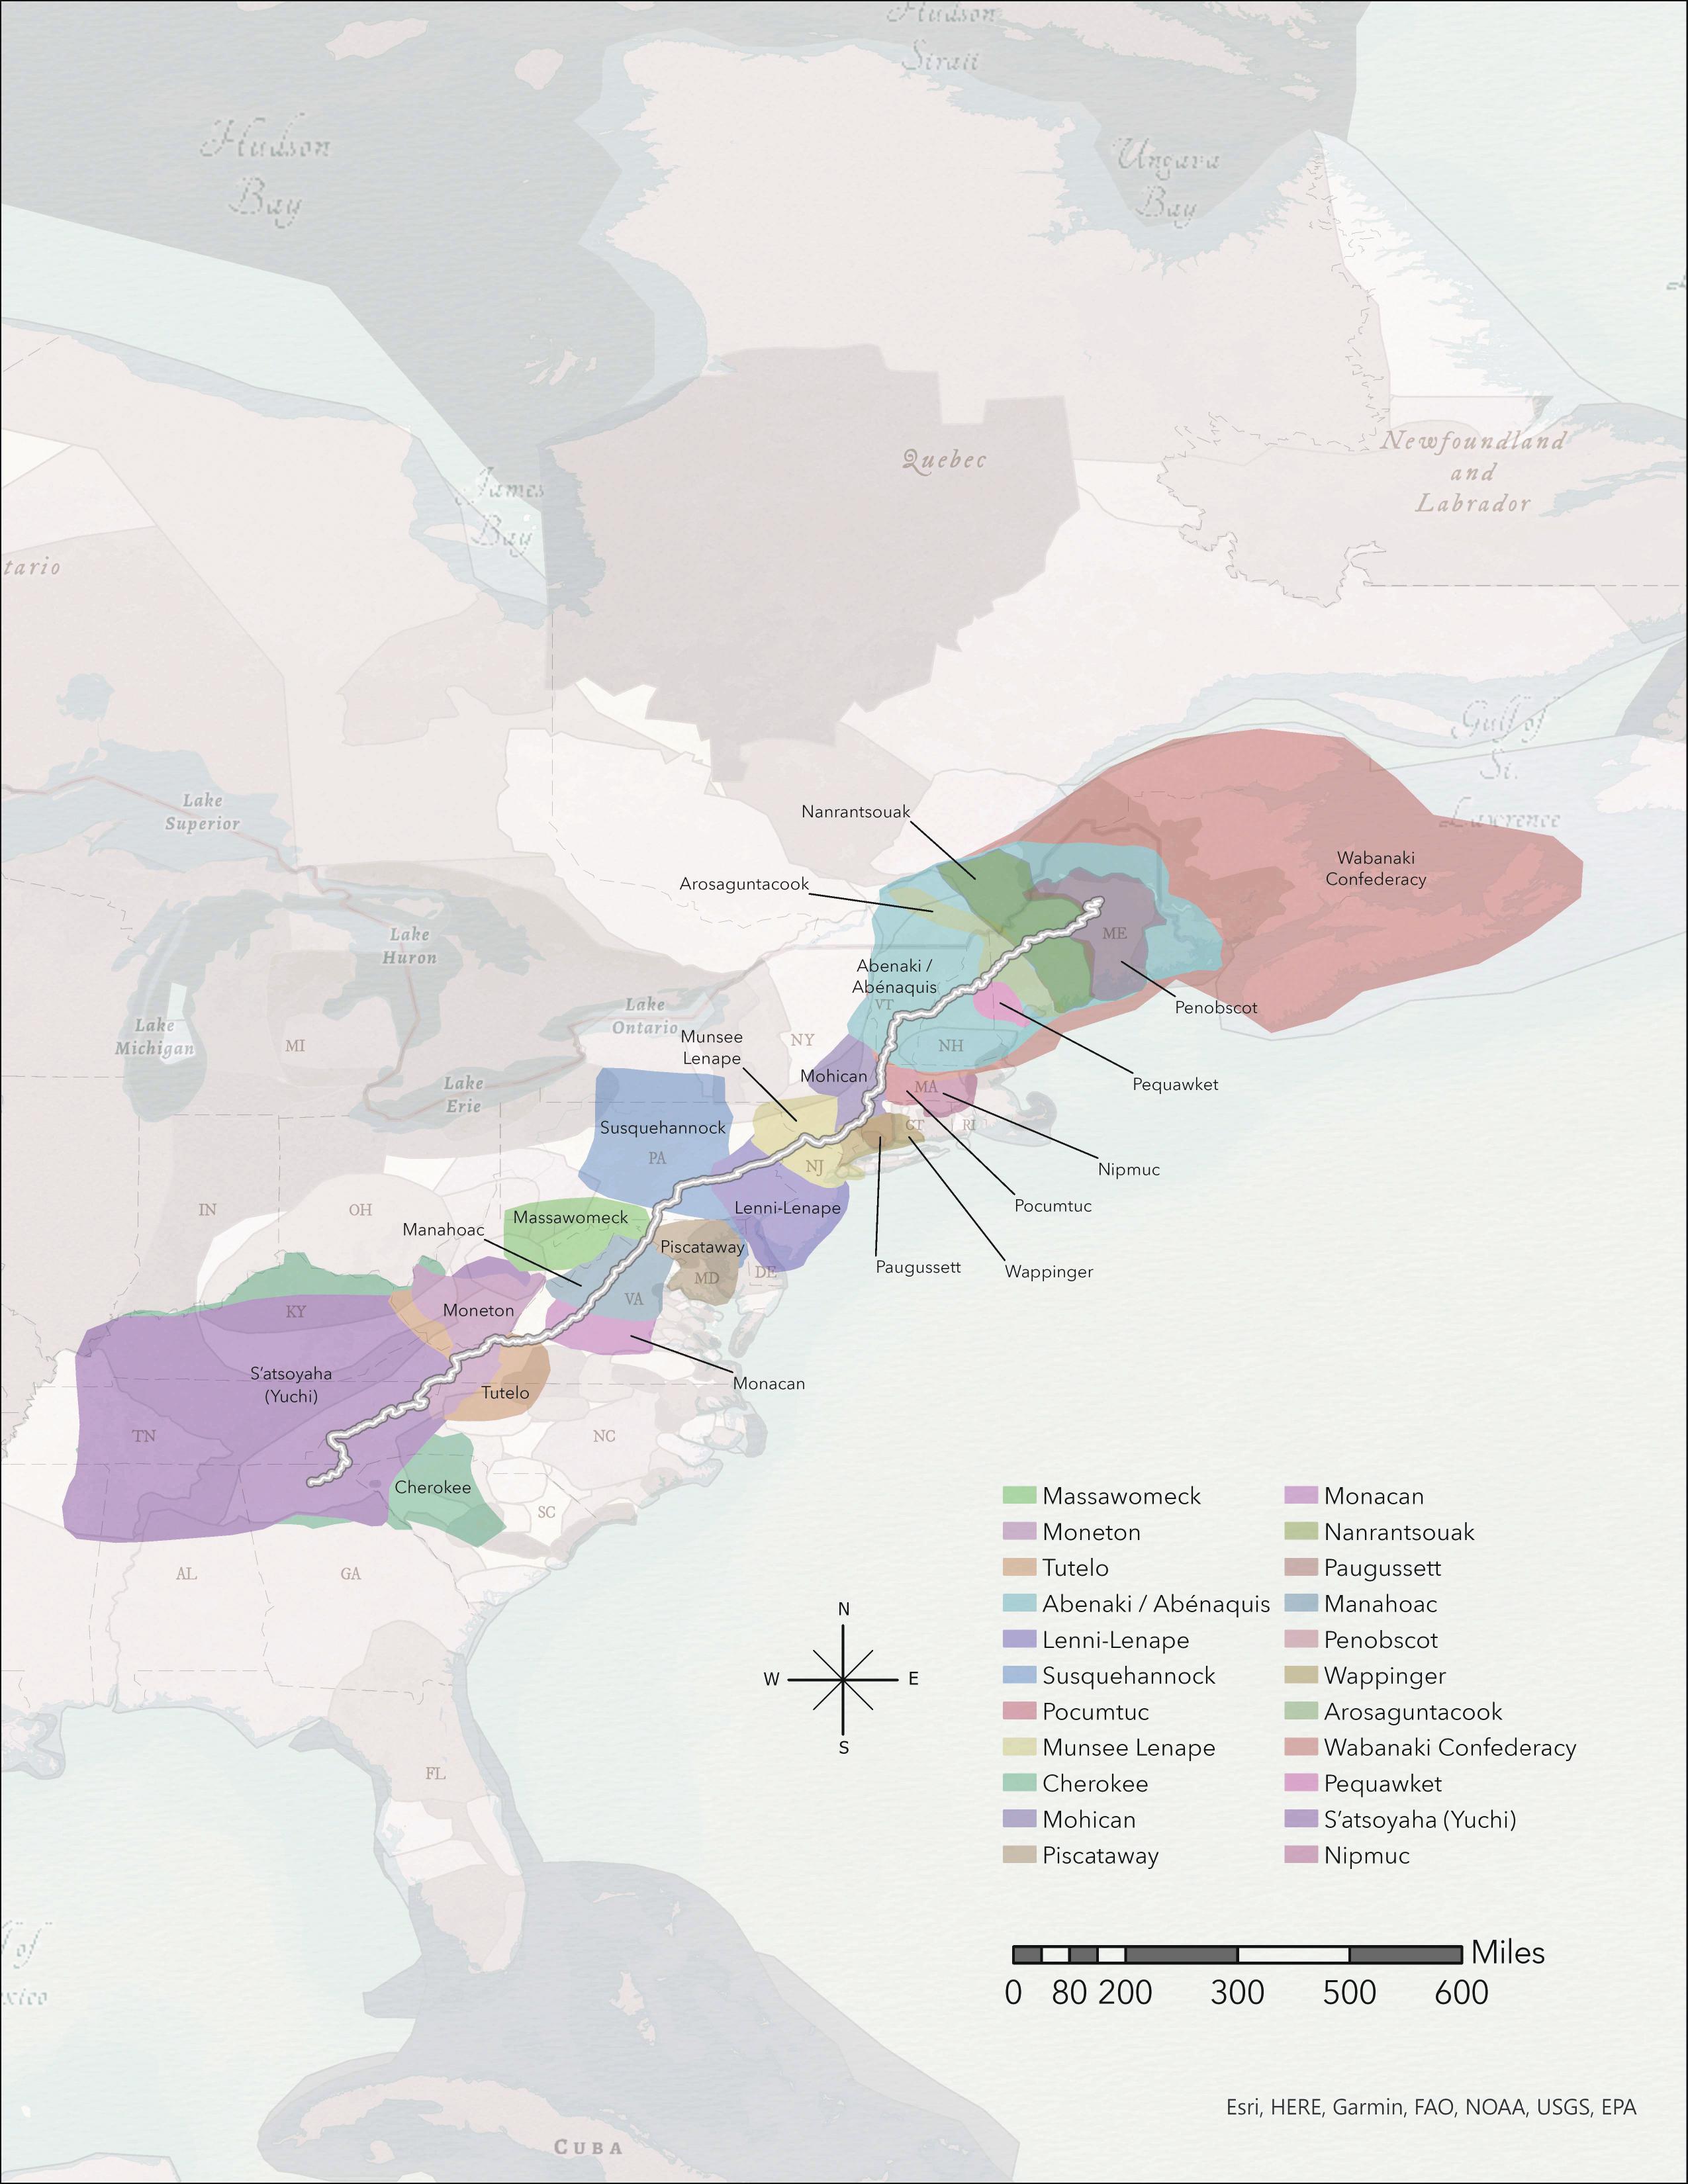 Hudson
Strait
Hudson
Bay
Ungava
Bay
Quebec
Newfoundland
and
Labrador
James
Bay
tario
Gulf of
St.
Lawrence
Lake
Superior
Nanrantsouak
Wabanaki
Confederacy
Arosaguntacook
Lake
Huron
ME
Abenaki /
Abénaquis
VT
Penobscot
Lake
Ontario
Lake
Michigan
MI
NY
NH
Munsee
Lenape
Mohican
Pequawket
MA
Lake
Erie
Susquehannock
PA
CT
RI
NJ
Nipmuc
Pocumtuc
IN
OH
Lenni-Lenape
Massawomeck
Manahoac
Piscataway
Paugussett
Wappinger
MD
DE
VA
KY
Moneton
S'atsoyaha
(Yuchi)
Monacan
Tutelo
TN
NC
Cherokee
SC
AL
GA
FL
Massawomeck
Moneton
Tutelo
Abenaki / Abénaquis
Lenni-Lenape
Susquehannock
Pocumtuc
Munsee Lenape
Cherokee
Mohican
Piscataway
Monacan
Nanrantsouak
Paugussett
Manahoac
Penobscot
Wappinger
Arosaguntacook
Wabanaki Confederacy
Pequawket
S'atsoyaha (Yuchi)
Nipmuc
N
W E
S
Miles
0 80 200 300 500 600
of
xico
Esri, HERE, Garmin, FAO, NOAA, USGS, EPA
CUBA